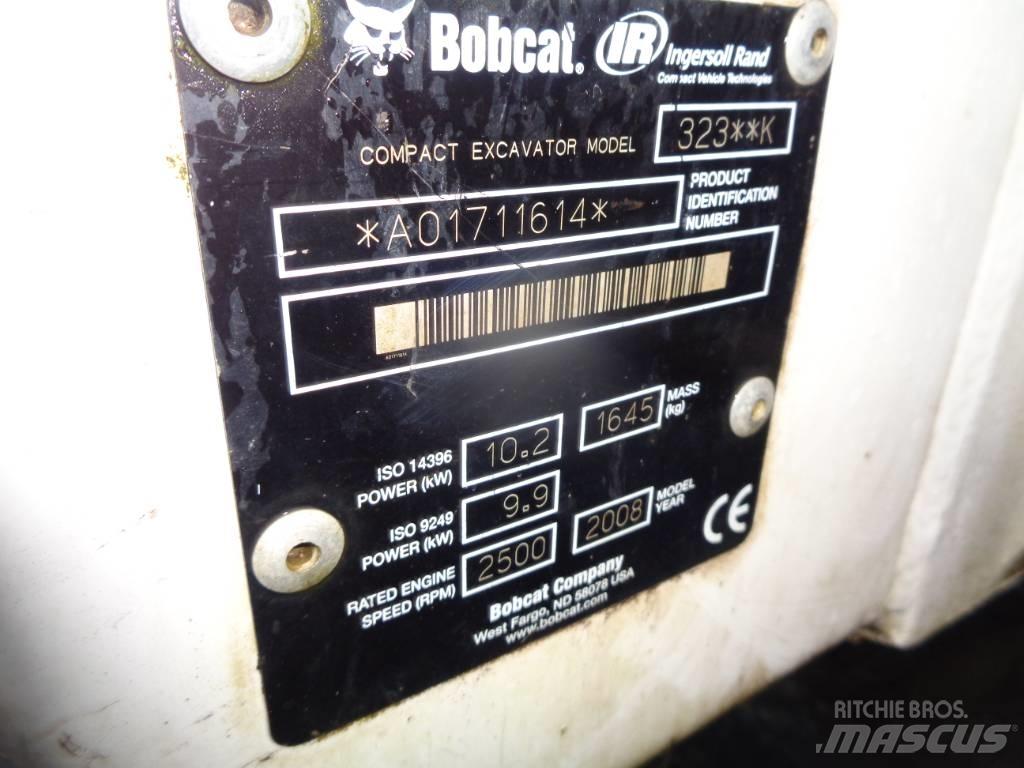 Bobcat. IR Ingersoll Rand
Compact Vehicle Technologies
COMPACT EXCAVATOR MODEL 323**K
*A01711614*
PRODUCT
IDENTIFICATION
NUMBER
ISO 14396
POWER (kW) 10.2
1645 MASS
(kg)
ISO 9249
POWER (kW) 9.9
RATED ENGINE
SPEED (RPM) 2500
2008 MODEL
YEAR
CE
Bobcat Company
West Fargo, ND 58078 USA
www.bobcat.com
RITCHIE BROS.
MASCUS